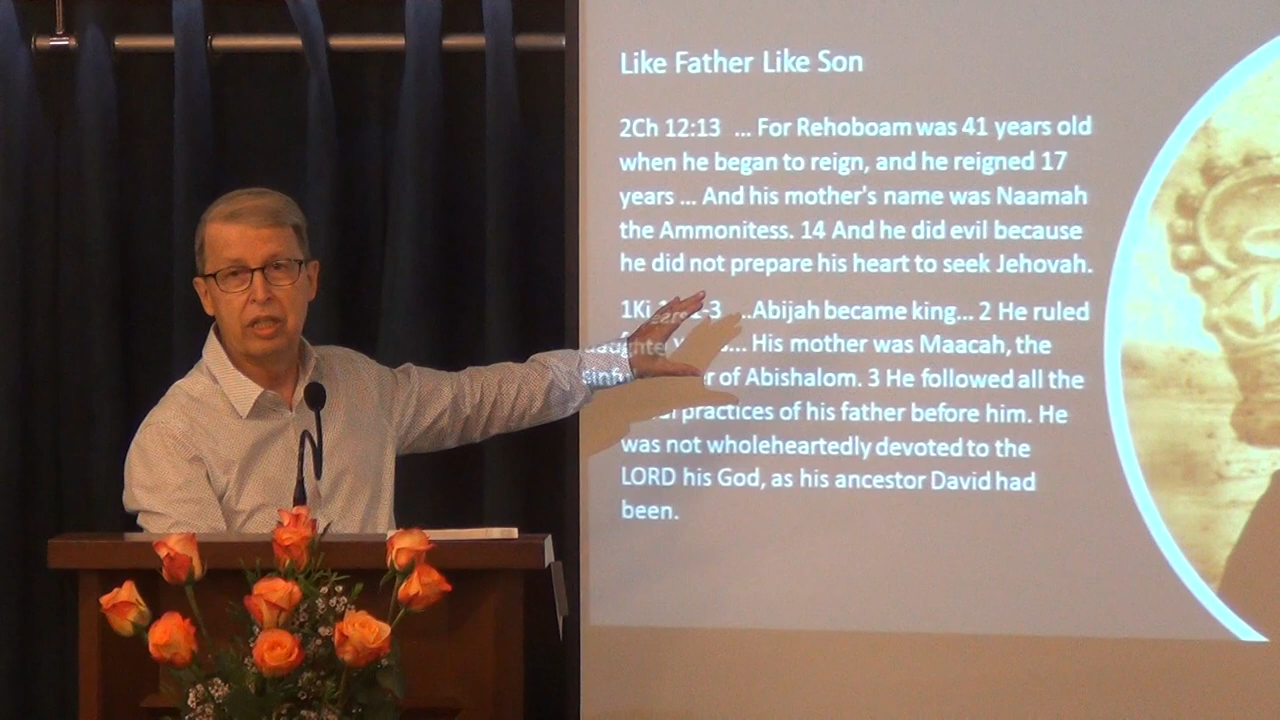 Like Father Like Son
2Ch 12:13 ... For Rehoboam was 41 years old
when he began to reign, and he reigned 17
years ... And his mother's name was Naamah
the Ammonitess. 14 And he did evil because
he did not prepare his heart to seek Jehovah.
1Ki ...Abijah became king... 2 He ruled
years... His mother was Maacah, the
daughter of Abishalom. 3 He followed all the
sinful practices of his father before him. He
was not wholeheartedly devoted to the
LORD his God, as his ancestor David had
been.